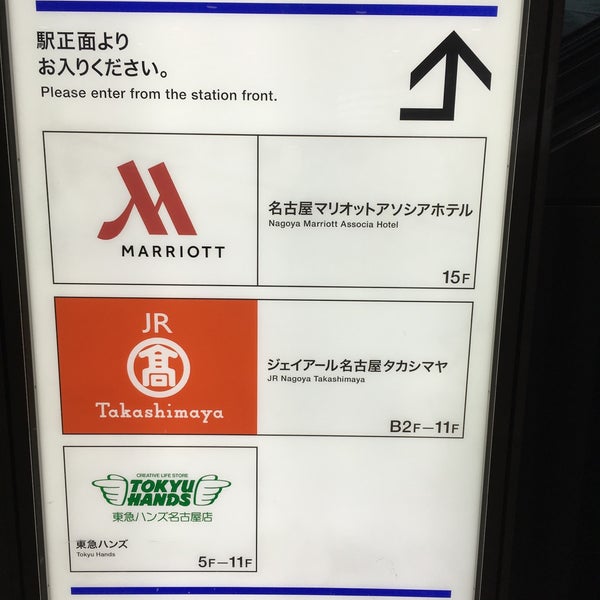 駅正面より
お入りください。
Please enter from the station front.
MARRIOTT
名古屋マリオットアソシアホテル
Nagoya Marriott Associa Hotel
15F
JR
髙
Takashimaya
ジェイアール名古屋タカシマヤ
JR Nagoya Takashimaya
B2F—11F
CREATIVE LIFE STORE
TOKYU
HANDS
東急ハンズ名古屋店
東急ハンズ
Tokyu Hands
5F—11F